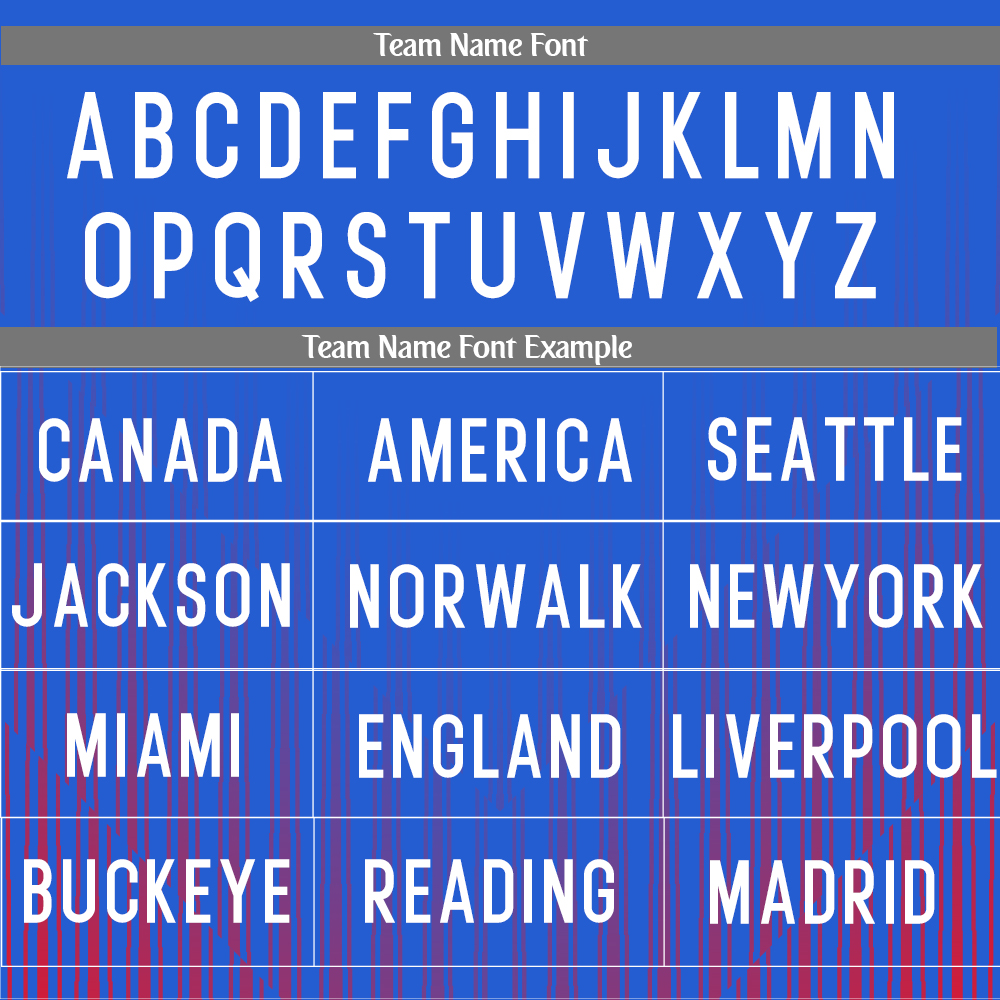 Team Name Font
ABCDEFGHIJKLMN
OPQRSTUVWXYZ
Team Name Font Example
CANADA AMERICA SEATTLE
JACKSON NORWALK NEWYORK
MIAMI ENGLAND LIVERPOOL
BUCKEYE READING MADRID